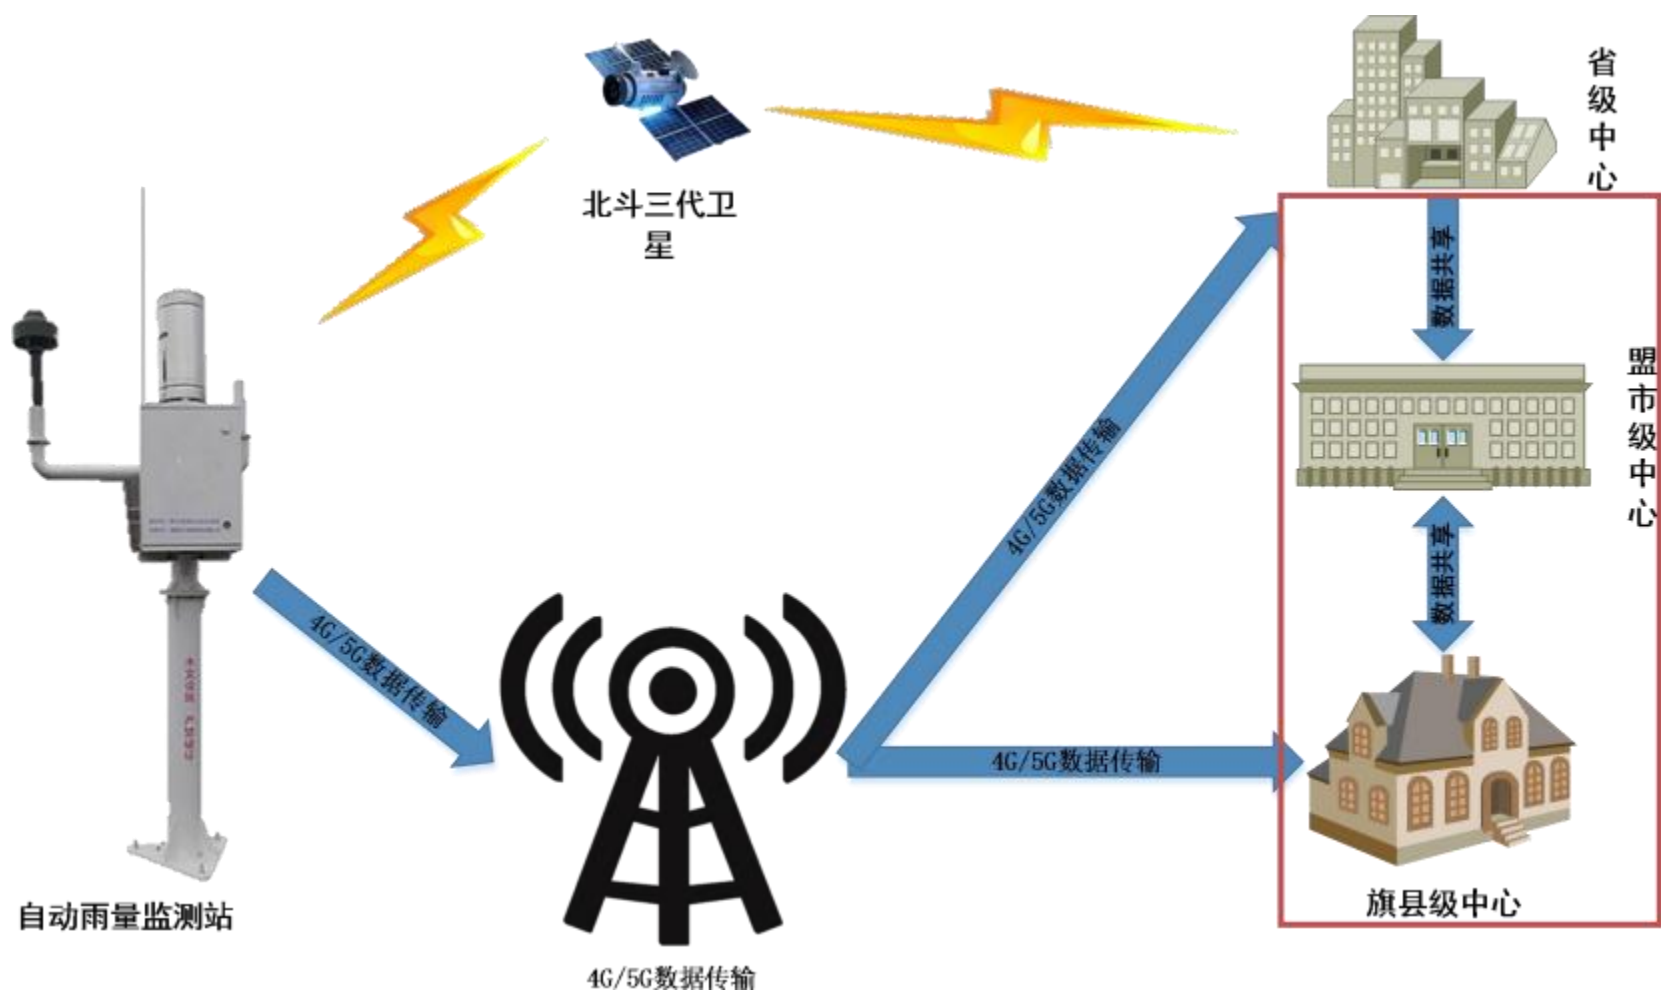 北斗三代卫
星
省
级
中
心
数据共享
盟
市
级
中
心
4G/5G数据传输
数据共享
4G/5G数据传输
4G/5G数据传输
自动雨量监测站
旗县级中心
4G/5G数据传输